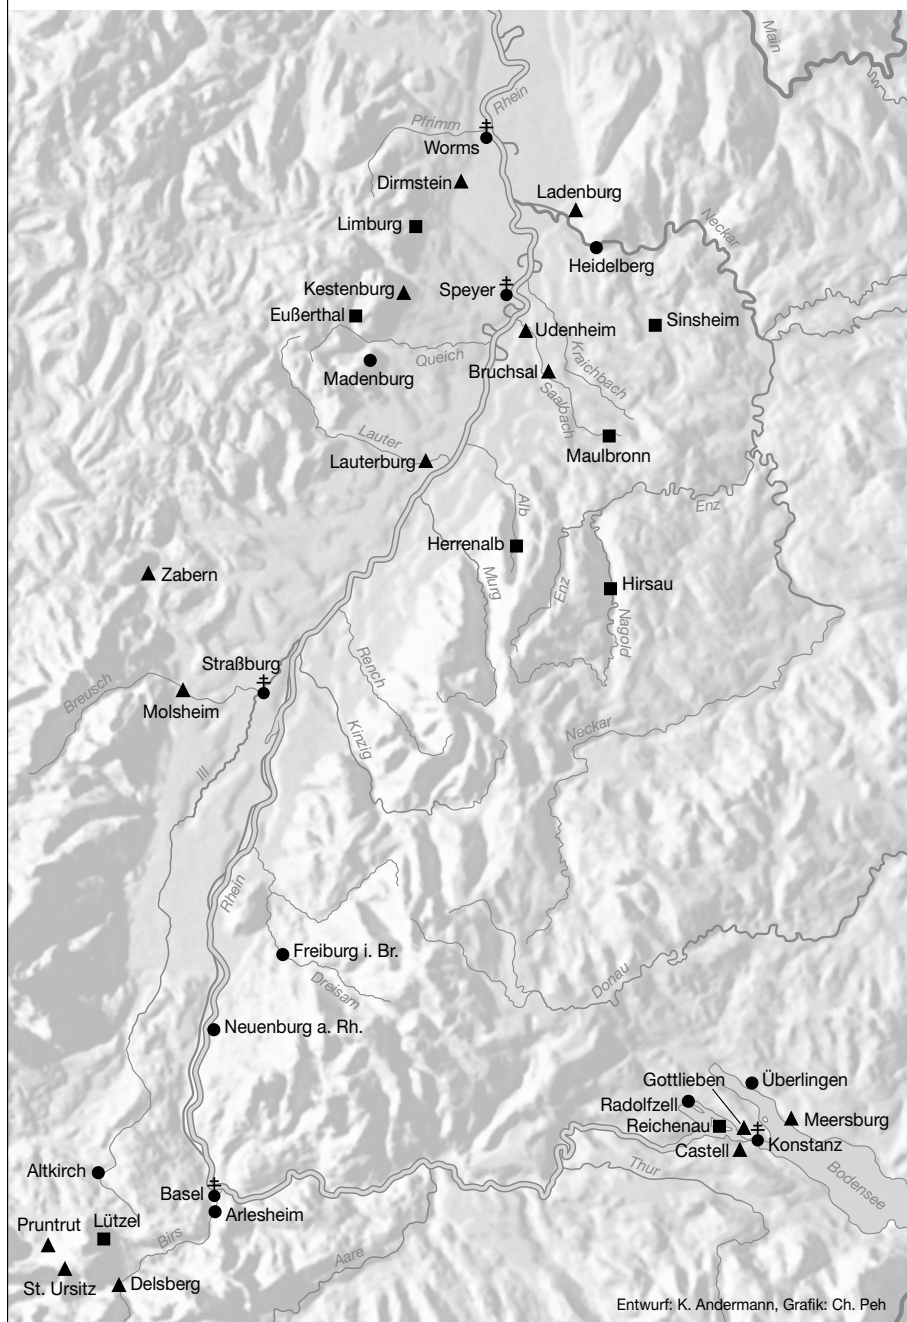 Main
Rhein
Pfrimm
Worms
Dirmstein
Ladenburg
Limburg
Neckar
Heidelberg
Kestenburg
Speyer
Eußerthal
Udenheim
Sinsheim
Queich
Kraichbach
Madenburg
Bruchsal
Saalbach
Lauter
Maulbronn
Lauterburg
Alb
Enz
Herrenalb
Zabern
Murg
Enz
Hirsau
Nagold
Straßburg
Rench
Breusch
Molsheim
Kinzig
Neckar
Ill
Rhein
Freiburg i. Br.
Dreisam
Donau
Neuenburg a. Rh.
Gottlieben
Überlingen
Radolfzell
Meersburg
Reichenau
Konstanz
Castell
Thur
Bodensee
Altkirch
Basel
Arlesheim
Pruntrut
Lützel
Birs
Aare
St. Ursitz
Delsberg
Entwurf: K. Andermann, Grafik: Ch. Peh